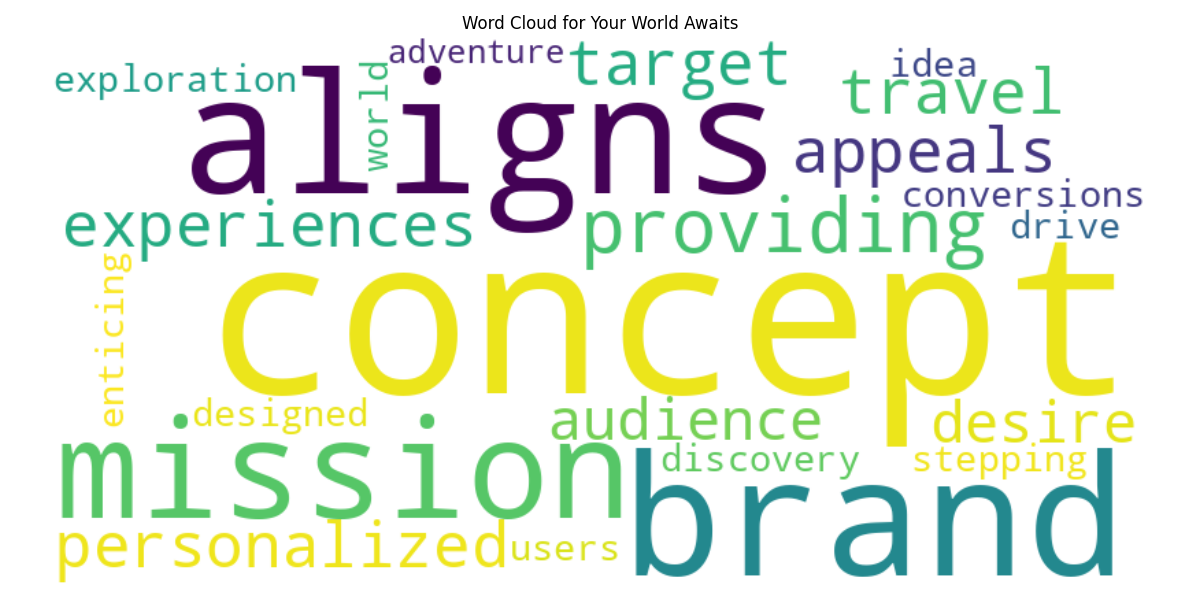 Word Cloud for Your World Awaits
adventure
target
idea
exploration
world
travel
aligns
appeals
conversions
experiences
providing
drive
enticing
concept
designed
audience
desire
mission
discovery
stepping
brand
personalized
users